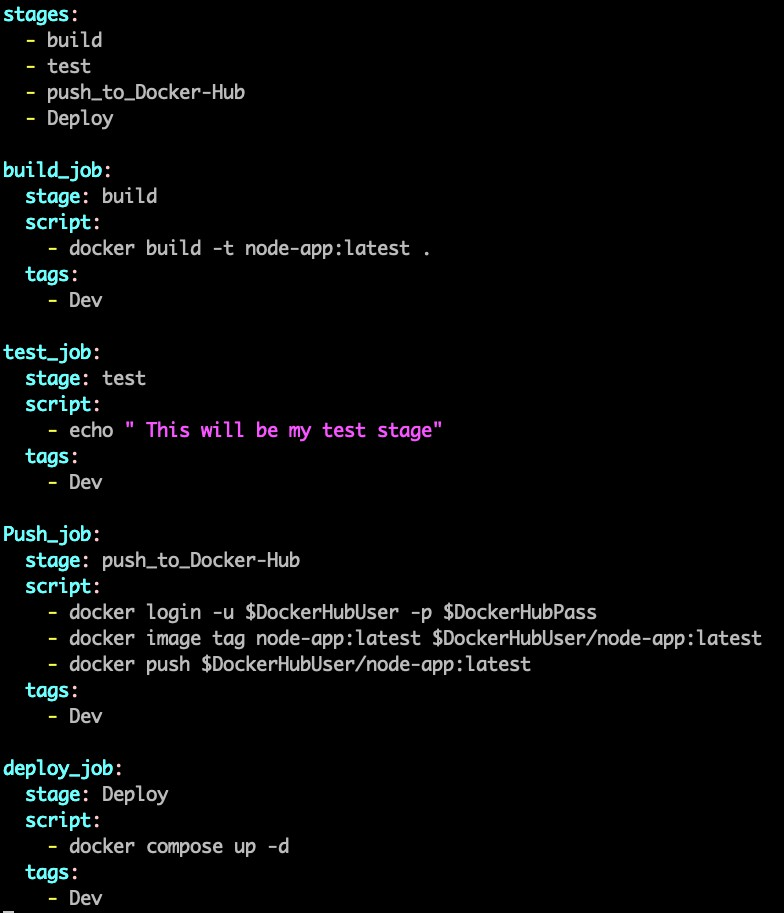 stages:
  - build
  - test
  - push_to_Docker-Hub
  - Deploy

build_job:
  stage: build
  script:
    - docker build -t node-app:latest .
  tags:
    - Dev

test_job:
  stage: test
  script:
    - echo " This will be my test stage"
  tags:
    - Dev

Push_job:
  stage: push_to_Docker-Hub
  script:
    - docker login -u $DockerHubUser -p $DockerHubPass
    - docker image tag node-app:latest $DockerHubUser/node-app:latest
    - docker push $DockerHubUser/node-app:latest
  tags:
    - Dev

deploy_job:
  stage: Deploy
  script:
    - docker compose up -d
  tags:
    - Dev